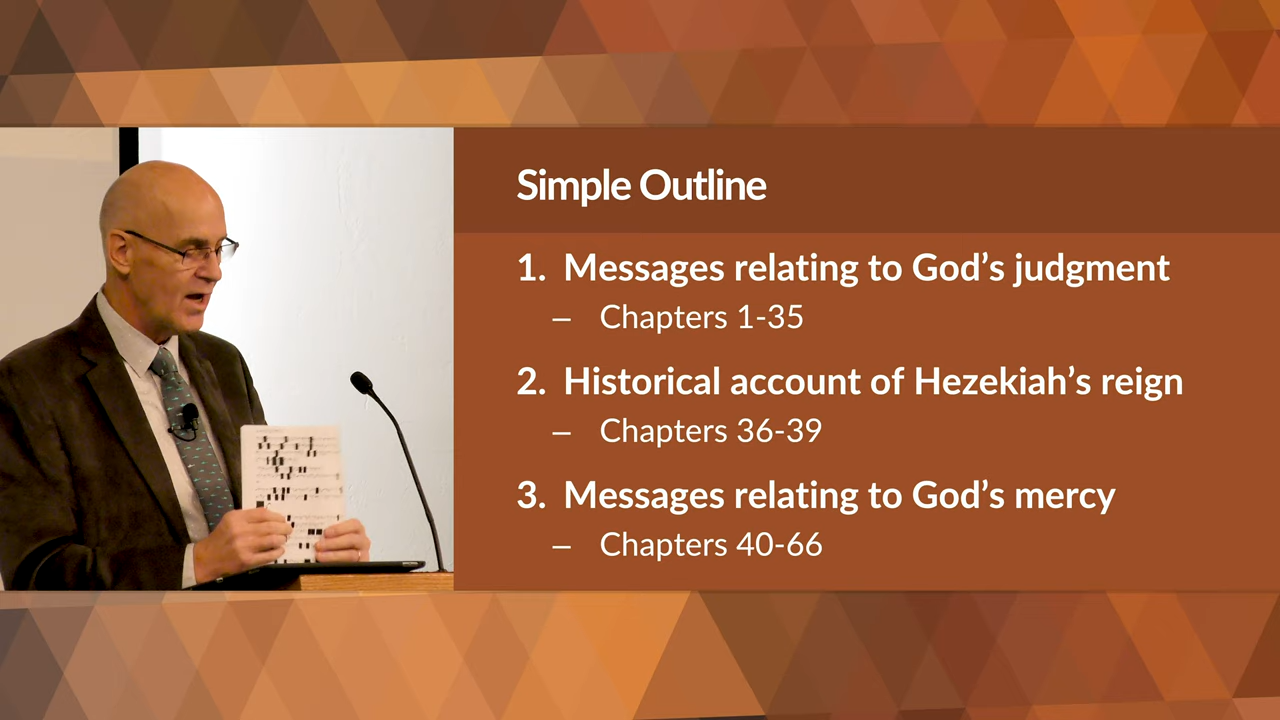 Simple Outline
1. Messages relating to God’s judgment
– Chapters 1-35
2. Historical account of Hezekiah’s reign
– Chapters 36-39
3. Messages relating to God’s mercy
– Chapters 40-66